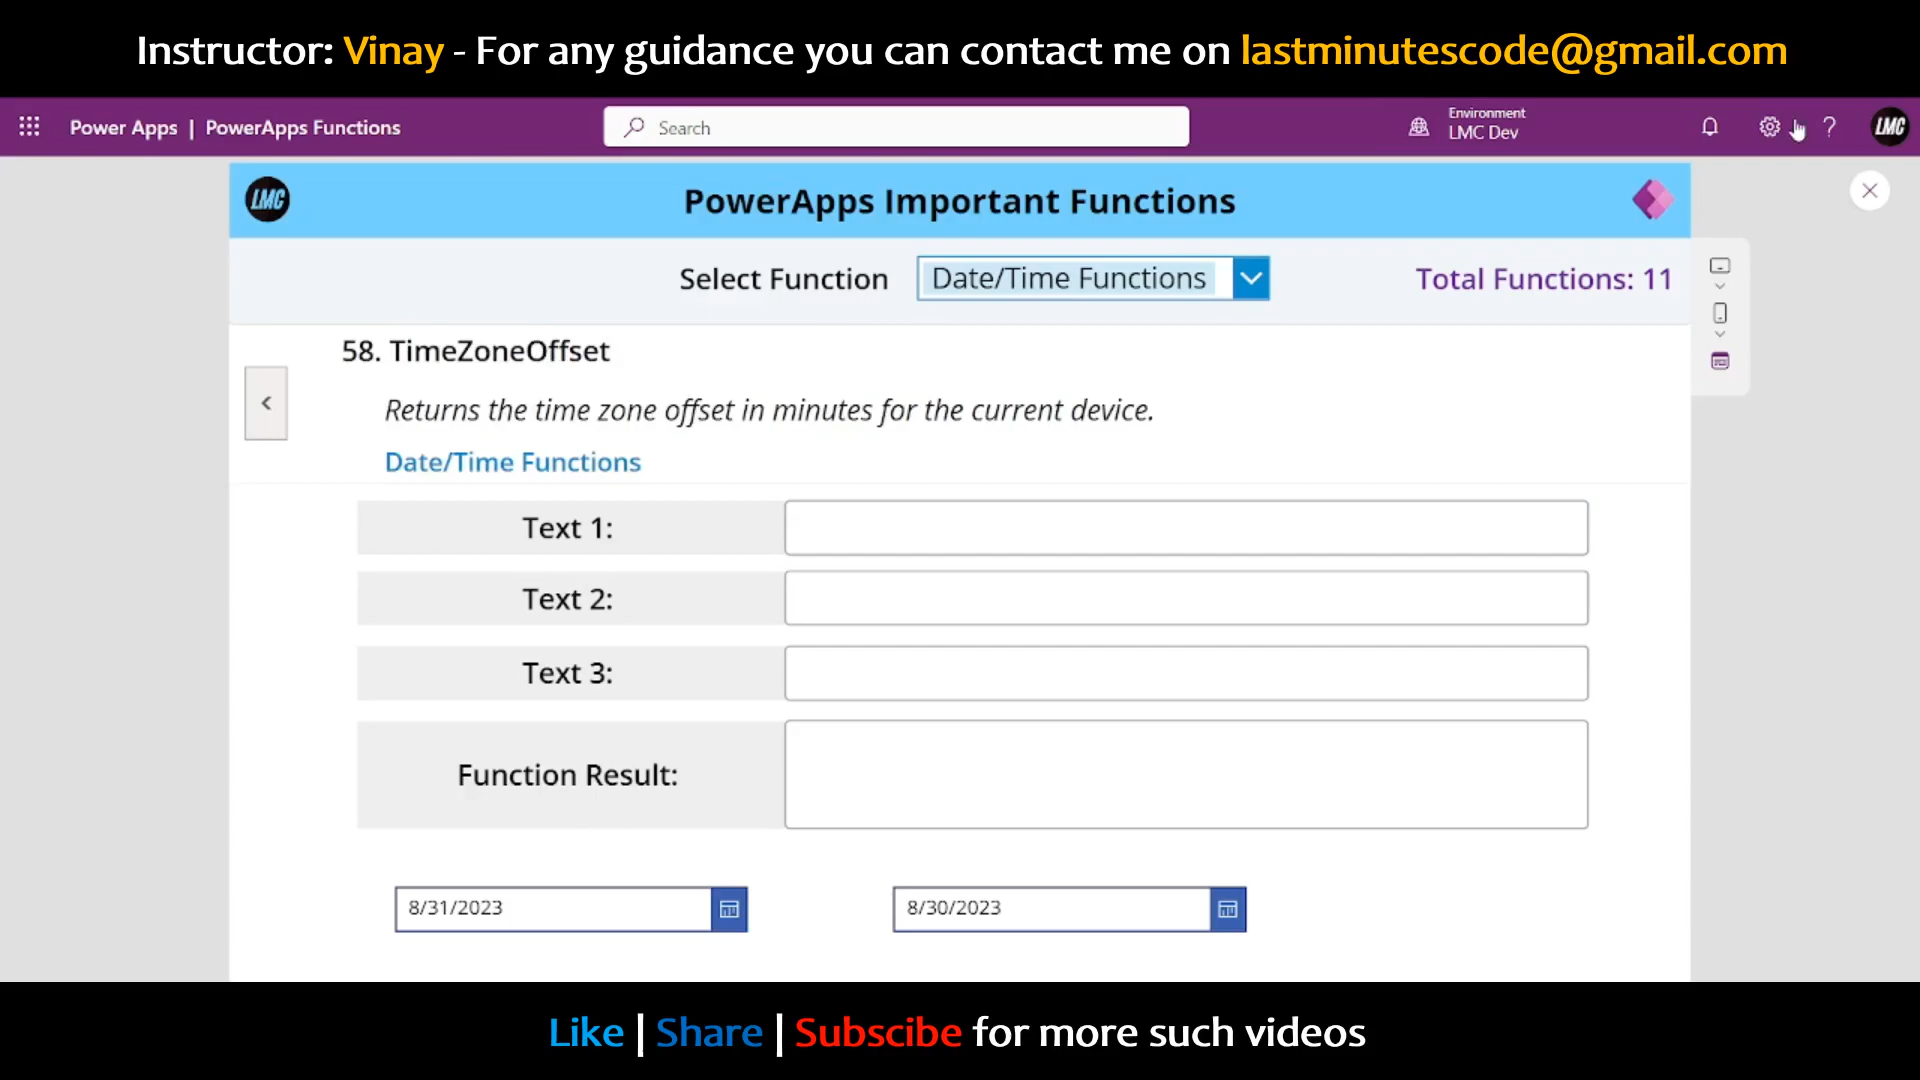 Instructor: Vinay - For any guidance you can contact me on lastminutescode@gmail.com
Power Apps | PowerApps Functions
Search
Environment
LMC Dev
LMC
LMC
PowerApps Important Functions
Select Function
Date/Time Functions
Total Functions: 11
58. TimeZoneOffset
Returns the time zone offset in minutes for the current device.
Date/Time Functions
Text 1:
Text 2:
Text 3:
Function Result:
8/31/2023
8/30/2023
Like | Share | Subscibe for more such videos